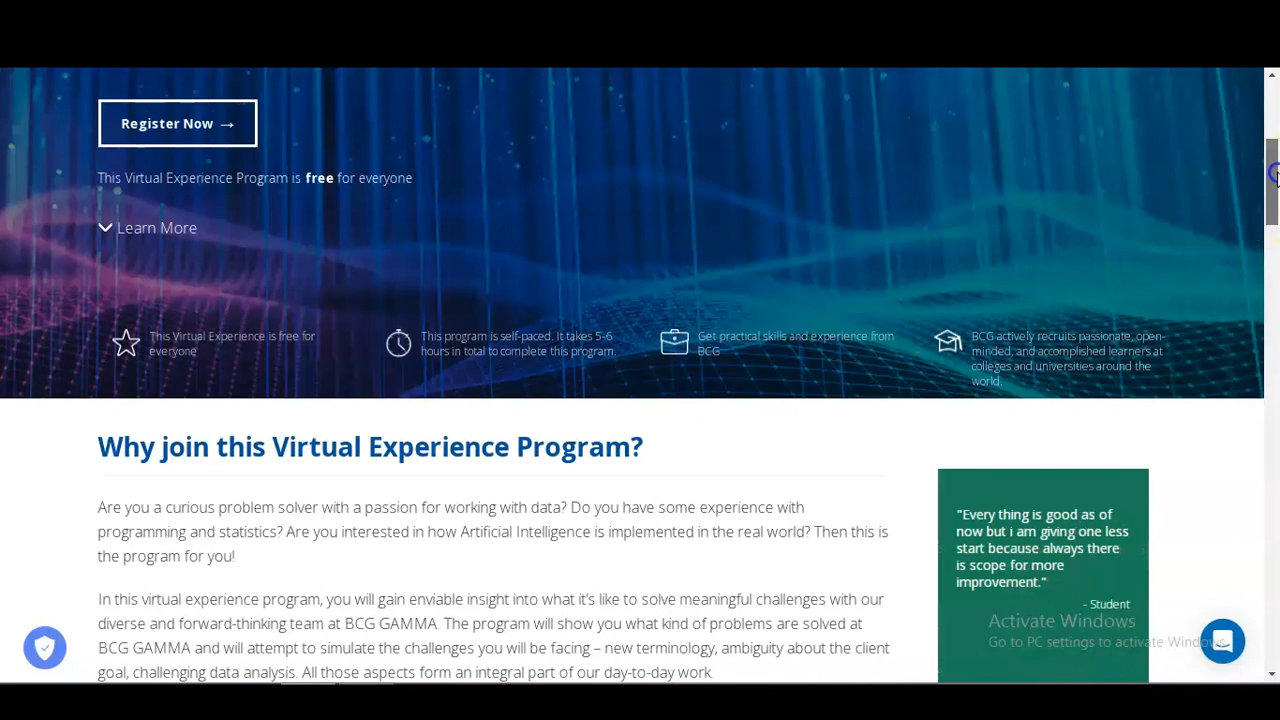 Register Now →
This Virtual Experience Program is free for everyone
Learn More
This Virtual Experience is free for
everyone
This program is self-paced. It takes 5-6
hours in total to complete this program.
Get practical skills and experience from
BCG
BCG actively recruits passionate, open-
minded, and accomplished learners at
colleges and universities around the
world.
Why join this Virtual Experience Program?
Are you a curious problem solver with a passion for working with data? Do you have some experience with
programming and statistics? Are you interested in how Artificial Intelligence is implemented in the real world? Then this is
the program for you!
In this virtual experience program, you will gain enviable insight into what it's like to solve meaningful challenges with our
diverse and forward-thinking team at BCG GAMMA. The program will show you what kind of problems are solved at
BCG GAMMA and will attempt to simulate the challenges you will be facing – new terminology, ambiguity about the client
goal, challenging data analysis. All those aspects form an integral part of our day-to-day work.
"Every thing is good as of
now but i am giving one less
start because always there
is scope for more
improvement."
- Student
Activate Windows
Go to PC settings to activate Windows.